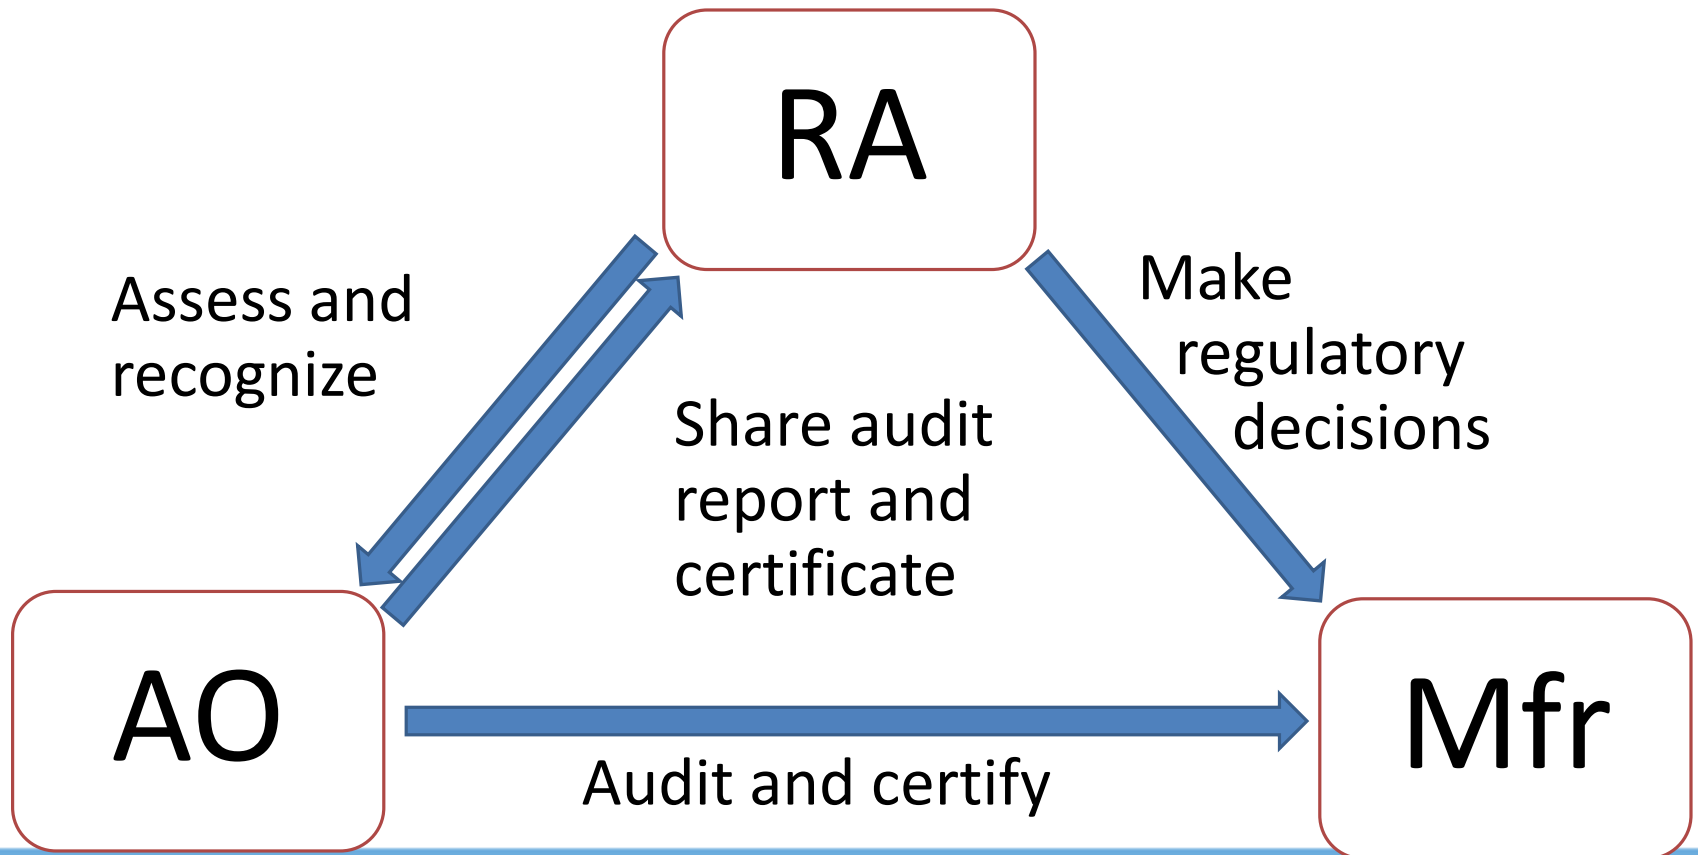 RA
Assess and
recognize
Make
regulatory
decisions
Share audit
report and
certificate
AO
Mfr
Audit and certify